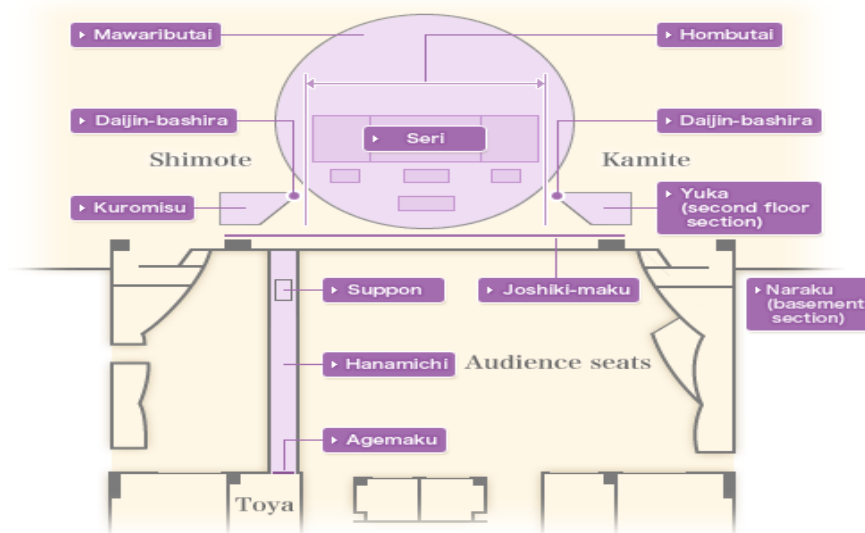 Mawaributai
Hombutai
Daijin-bashira
Seri
Daijin-bashira
Shimote
Kamite
Kuromisu
Yuka
(second floor
section)
Suppon
Joshiki-maku
Naraku
(basement
section)
Hanamichi
Audience seats
Agemaku
Toya